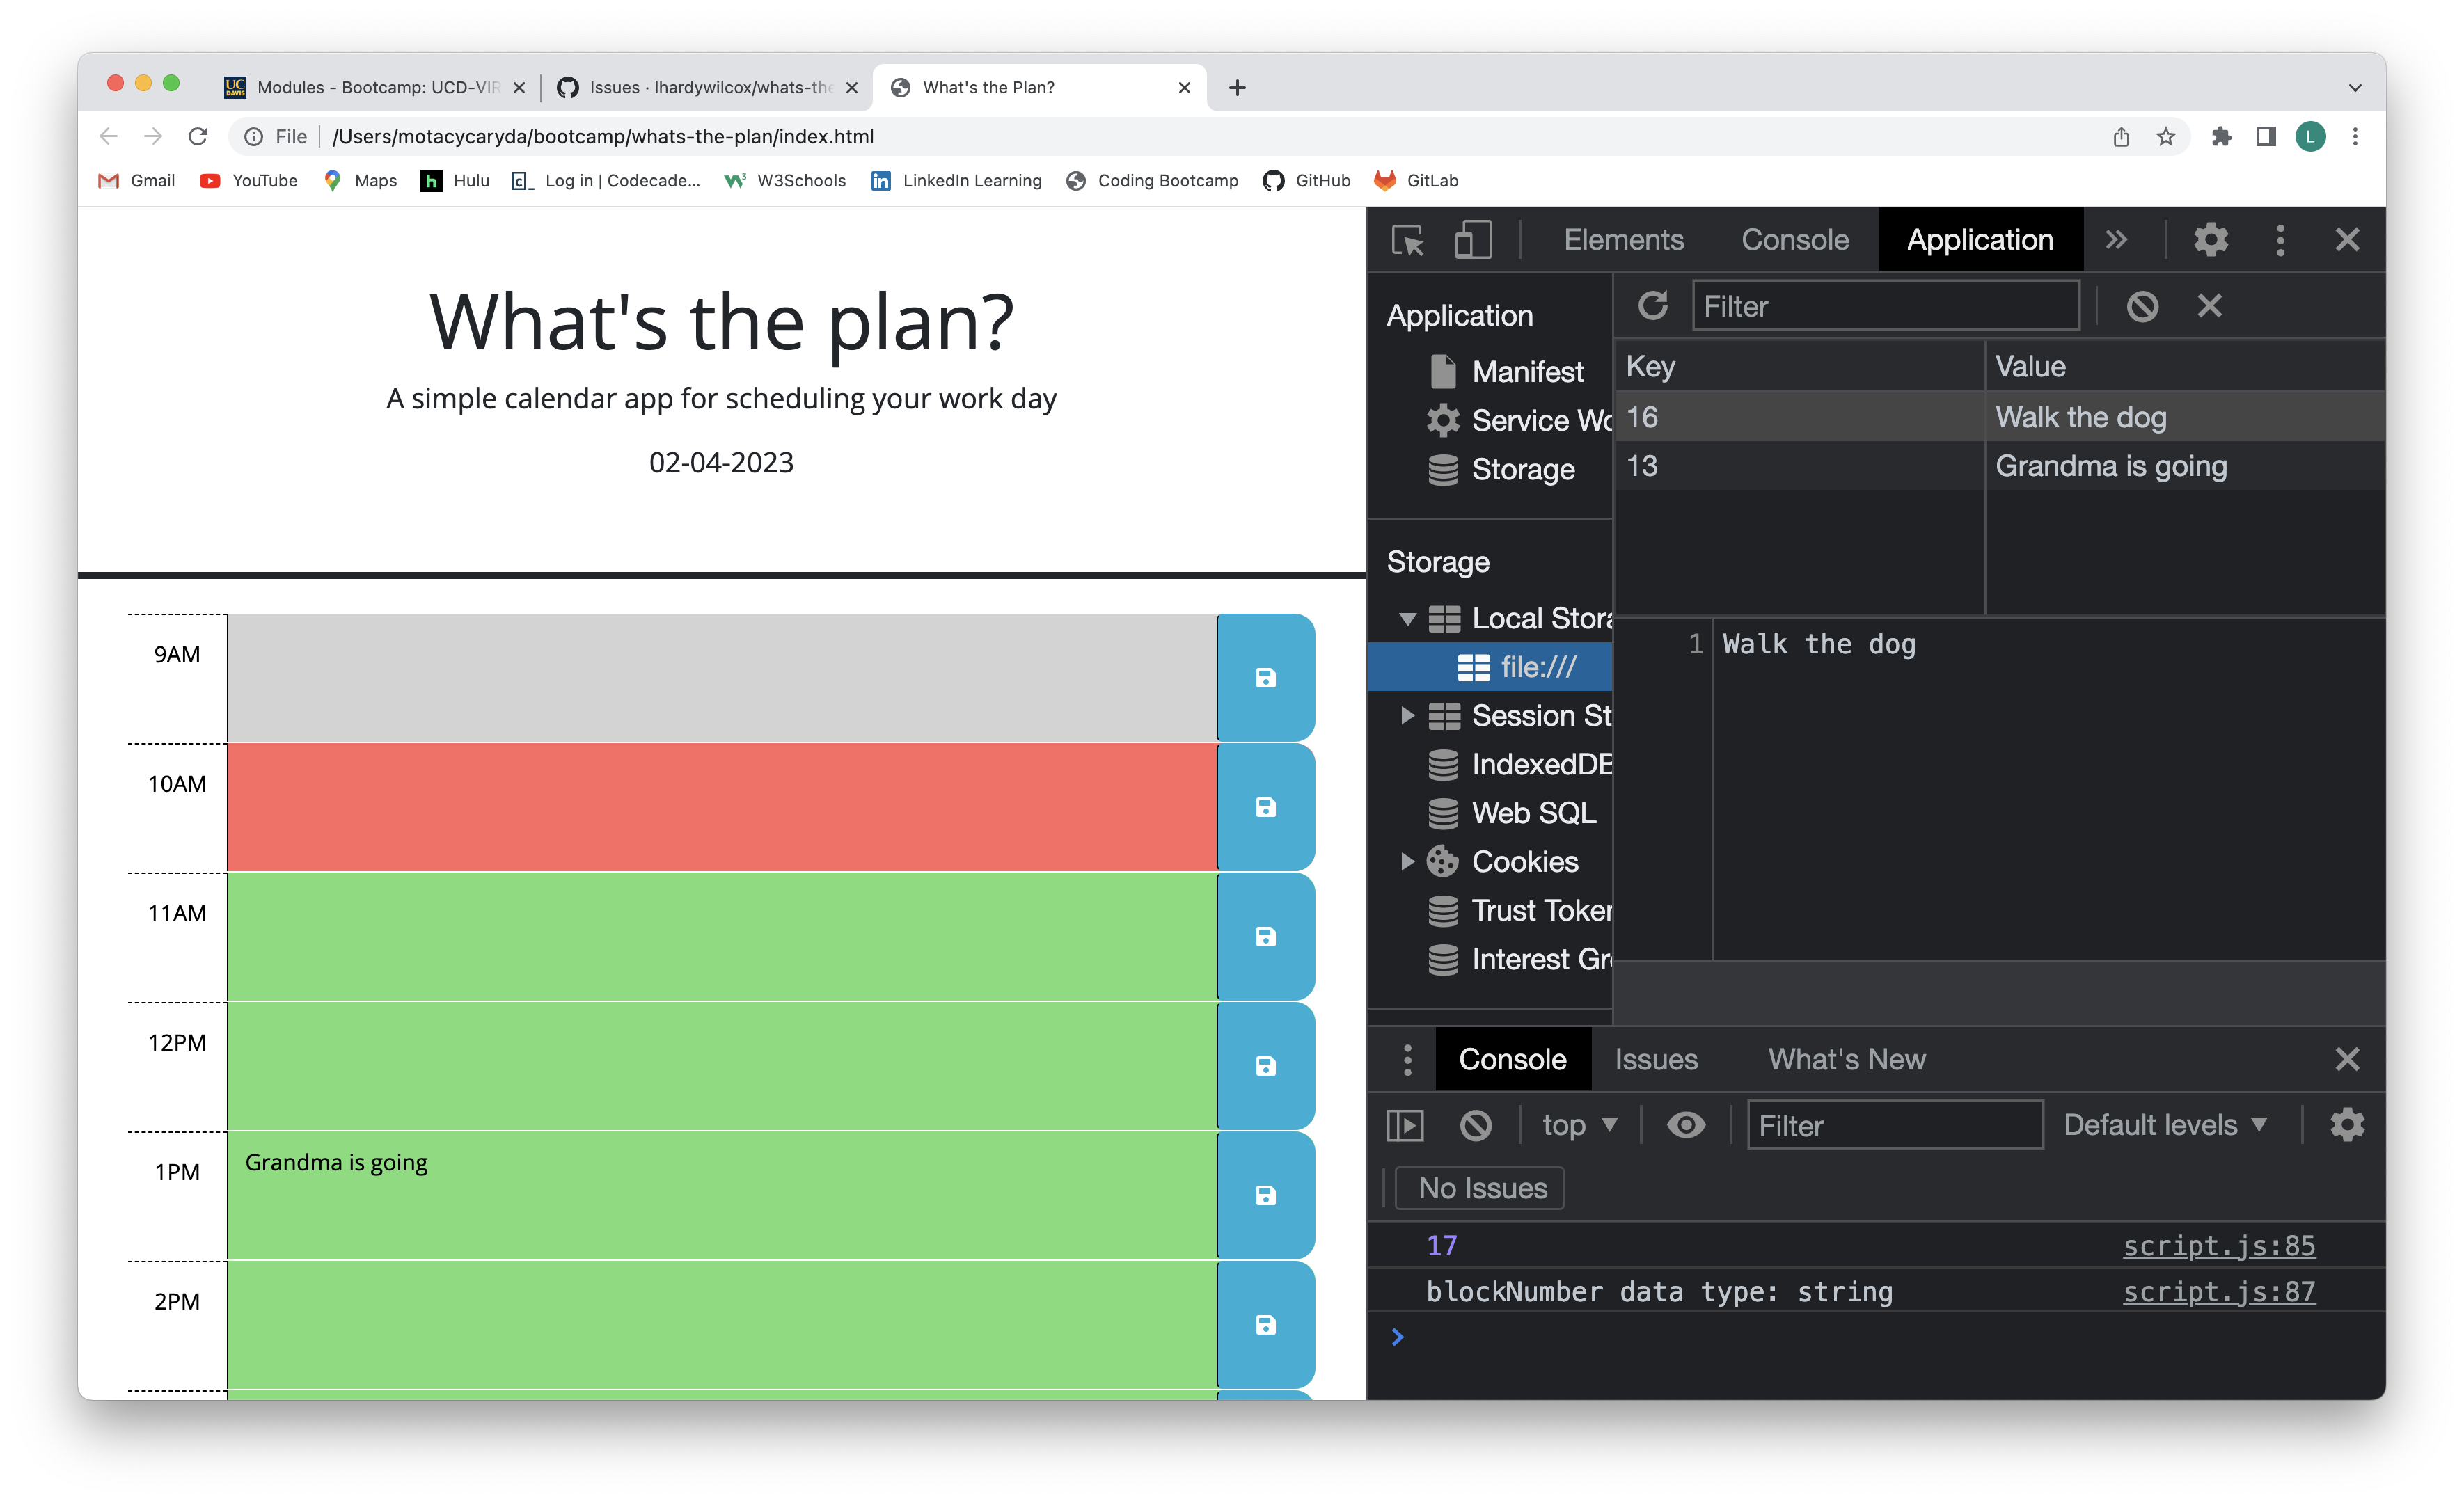 Modules - Bootcamp: UCD-VIR
Issues · lhardywilcox/whats-the
What's the Plan?
File
/Users/motacycaryda/bootcamp/whats-the-plan/index.html
L
Gmail
YouTube
Maps
h
Hulu
Log in | Codecade...
W3Schools
LinkedIn Learning
Coding Bootcamp
GitHub
GitLab
What's the plan?
A simple calendar app for scheduling your work day
02-04-2023
9AM
10AM
11AM
12PM
1PM
Grandma is going
2PM
Elements
Console
Application
Application
Manifest
Service Wo
Storage
Storage
Local Stora
file:///
Session St
IndexedDB
Web SQL
Cookies
Trust Token
Interest Gro
Filter
Key
Value
16
Walk the dog
13
Grandma is going
1 Walk the dog
Console
Issues
What's New
top
Filter
Default levels
No Issues
17
script.js:85
blockNumber data type: string
script.js:87